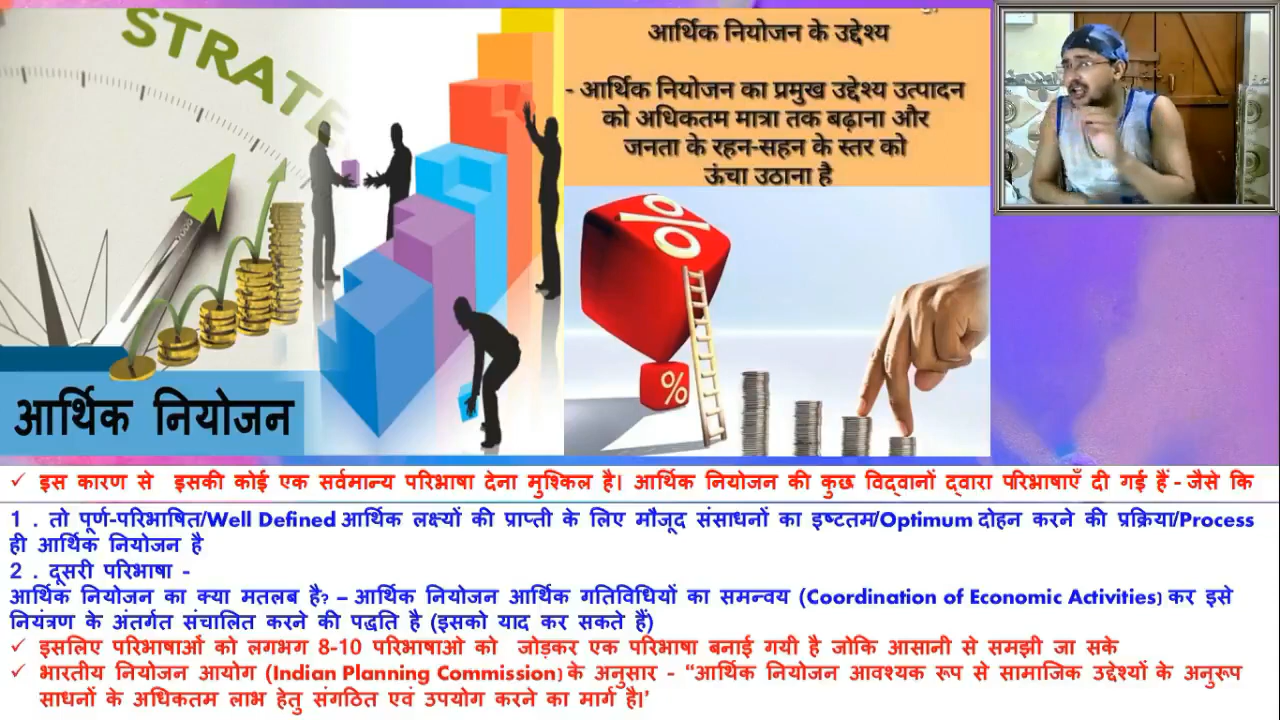 STRATE
आर्थिक नियोजन
आर्थिक नियोजन के उद्देश्य
- आर्थिक नियोजन का प्रमुख उद्देश्य उत्पादन
को अधिकतम मात्रा तक बढ़ाना और
जनता के रहन-सहन के स्तर को
ऊंचा उठाना है
%
%
✓ इस कारण से इसकी कोई एक सर्वमान्य परिभाषा देना मुश्किल है। आर्थिक नियोजन की कुछ विद्वानों द्वारा परिभाषाएँ दी गई हैं - जैसे कि
1 . तो पूर्ण-परिभाषित/Well Defined आर्थिक लक्ष्यों की प्राप्ती के लिए मौजूद संसाधनों का इष्टतम/Optimum दोहन करने की प्रक्रिया/Process
ही आर्थिक नियोजन है
2 . दूसरी परिभाषा -
आर्थिक नियोजन का क्या मतलब है? – आर्थिक नियोजन आर्थिक गतिविधियों का समन्वय (Coordination of Economic Activities) कर इसे
नियंत्रण के अंतर्गत संचालित करने की पद्धति है (इसको याद कर सकते हैं)
✓ इसलिए परिभाषाओं को लगभग 8-10 परिभाषाओ को जोड़कर एक परिभाषा बनाई गयी है जोकि आसानी से समझी जा सके
✓ भारतीय नियोजन आयोग (Indian Planning Commission) के अनुसार - “आर्थिक नियोजन आवश्यक रूप से सामाजिक उद्देश्यों के अनुरूप
साधनों के अधिकतम लाभ हेतु संगठित एवं उपयोग करने का मार्ग है।’